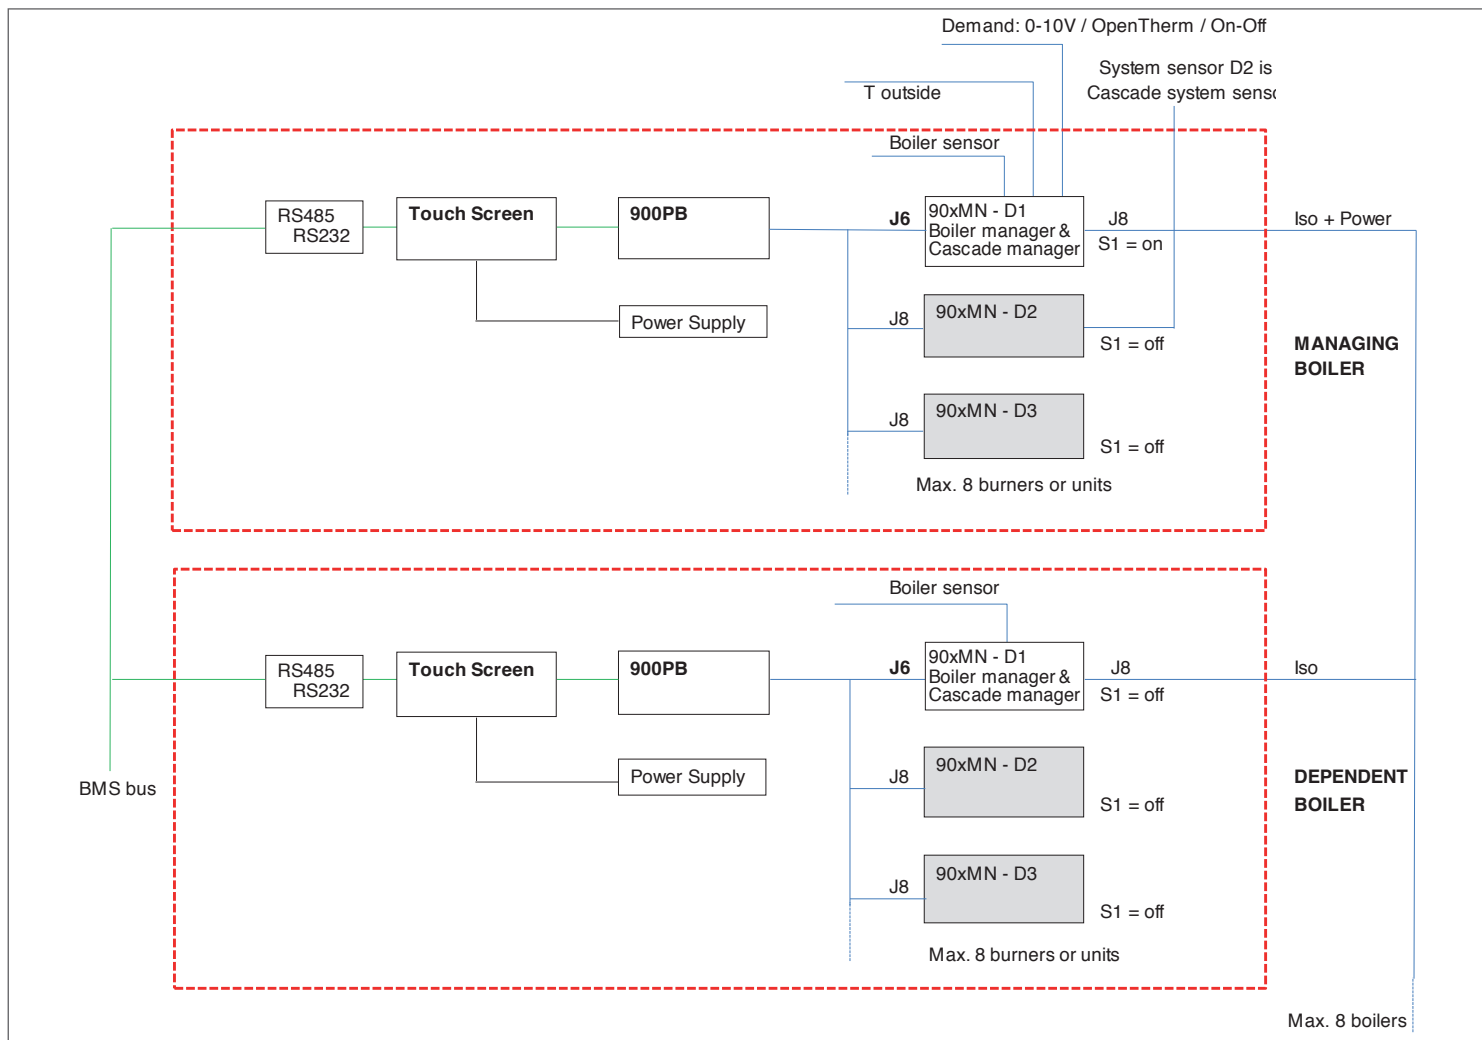 Demand: 0-10V / OpenTherm / On-Off
System sensor D2 is
T outside
Cascade system
Boiler sensor
RS485
RS232
Touch Screen
900PB
J6
90xMN - D1
Boiler manager &
Cascade manager
J8
S1 = on
Iso + Power
Power Supply
J8
90xMN - D2
S1 = off
MANAGING
BOILER
J8
90xMN - D3
S1 = off
Max. 8 burners or units
Boiler sensor
RS485
RS232
Touch Screen
900PB
J6
90xMN - D1
Boiler manager &
Cascade manager
J8
S1 = off
Iso
BMS bus
Power Supply
J8
90xMN - D2
S1 = off
DEPENDENT
BOILER
J8
90xMN - D3
S1 = off
Max. 8 burners or units
Max. 8 boilers